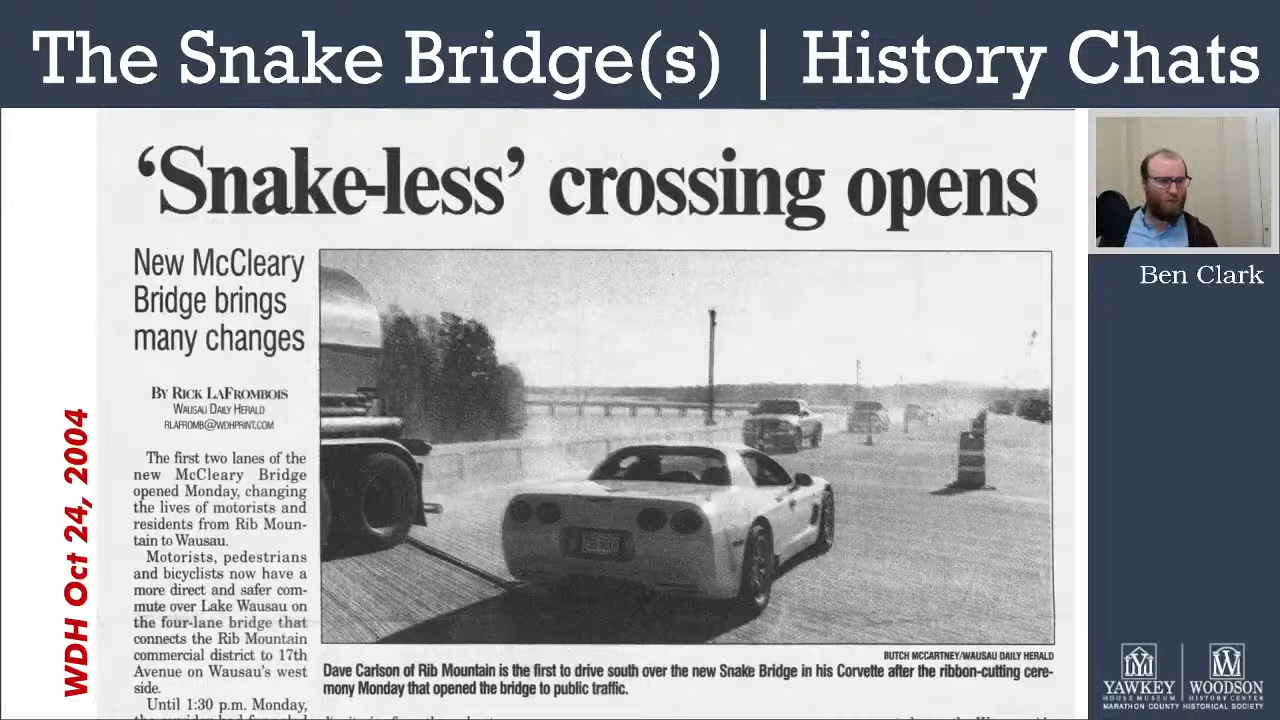 The Snake Bridge(s) | History Chats
'Snake-less' crossing opens
New McCleary
Bridge brings
many changes
BY RICK LAFROMBOIS
WAUSAU DAILY HERALD
RLAFROMB@WDHPRINT.COM
The first two lanes of the
new McCleary Bridge
opened Monday, changing
the lives of motorists and
residents from Rib Moun-
tain to Wausau.
Motorists, pedestrians
and bicyclists now have a
more direct and safer com-
mute over Lake Wausau on
the four-lane bridge that
connects the Rib Mountain
commercial district to 17th
Avenue on Wausau's west
side.
Until 1:30 p.m. Monday,
BUTCH MCCARTNEY/WAUSAU DAILY HERALD
Dave Carlson of Rib Mountain is the first to drive south over the new Snake Bridge in his Corvette after the ribbon-cutting cere-
mony Monday that opened the bridge to public traffic.
WDH Oct 24, 2004
Ben Clark
YAWKEY
HOUSE MUSEUM
WOODSON
HISTORY CENTER
MARATHON COUNTY HISTORICAL SOCIETY